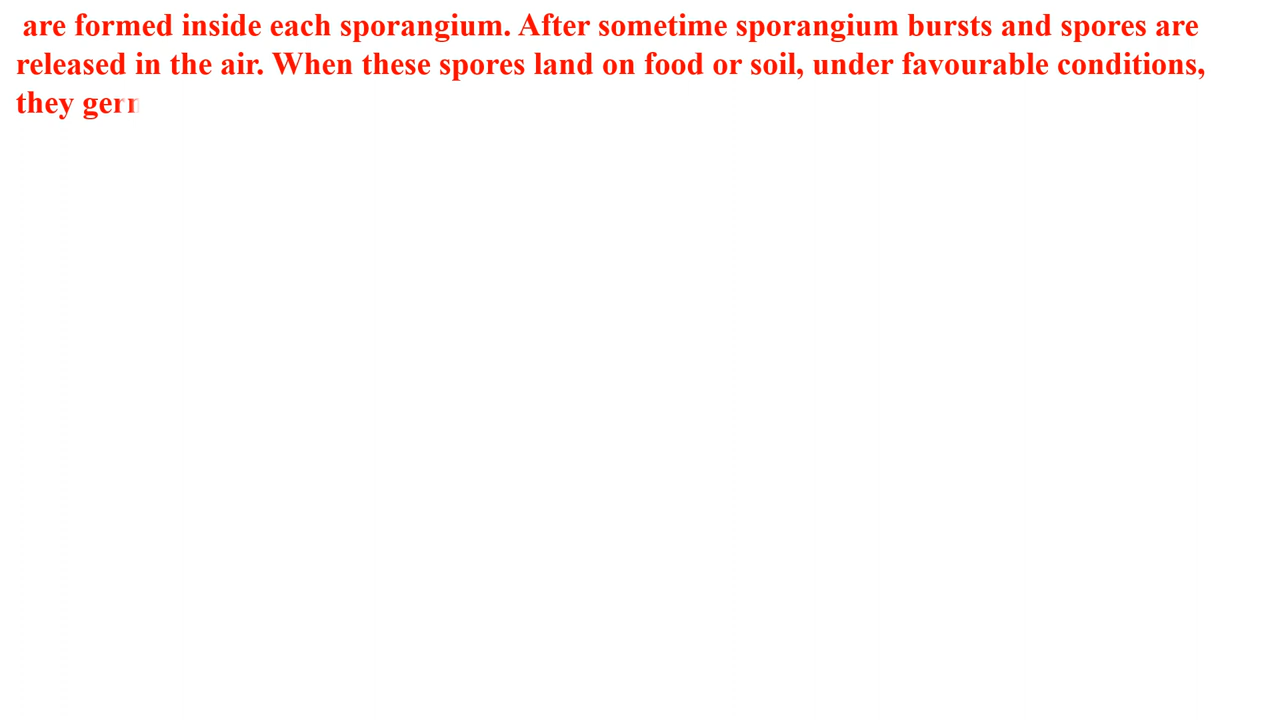 are formed inside each sporangium. After sometime sporangium bursts and spores are
released in the air. When these spores land on food or soil, under favourable conditions,
they ger